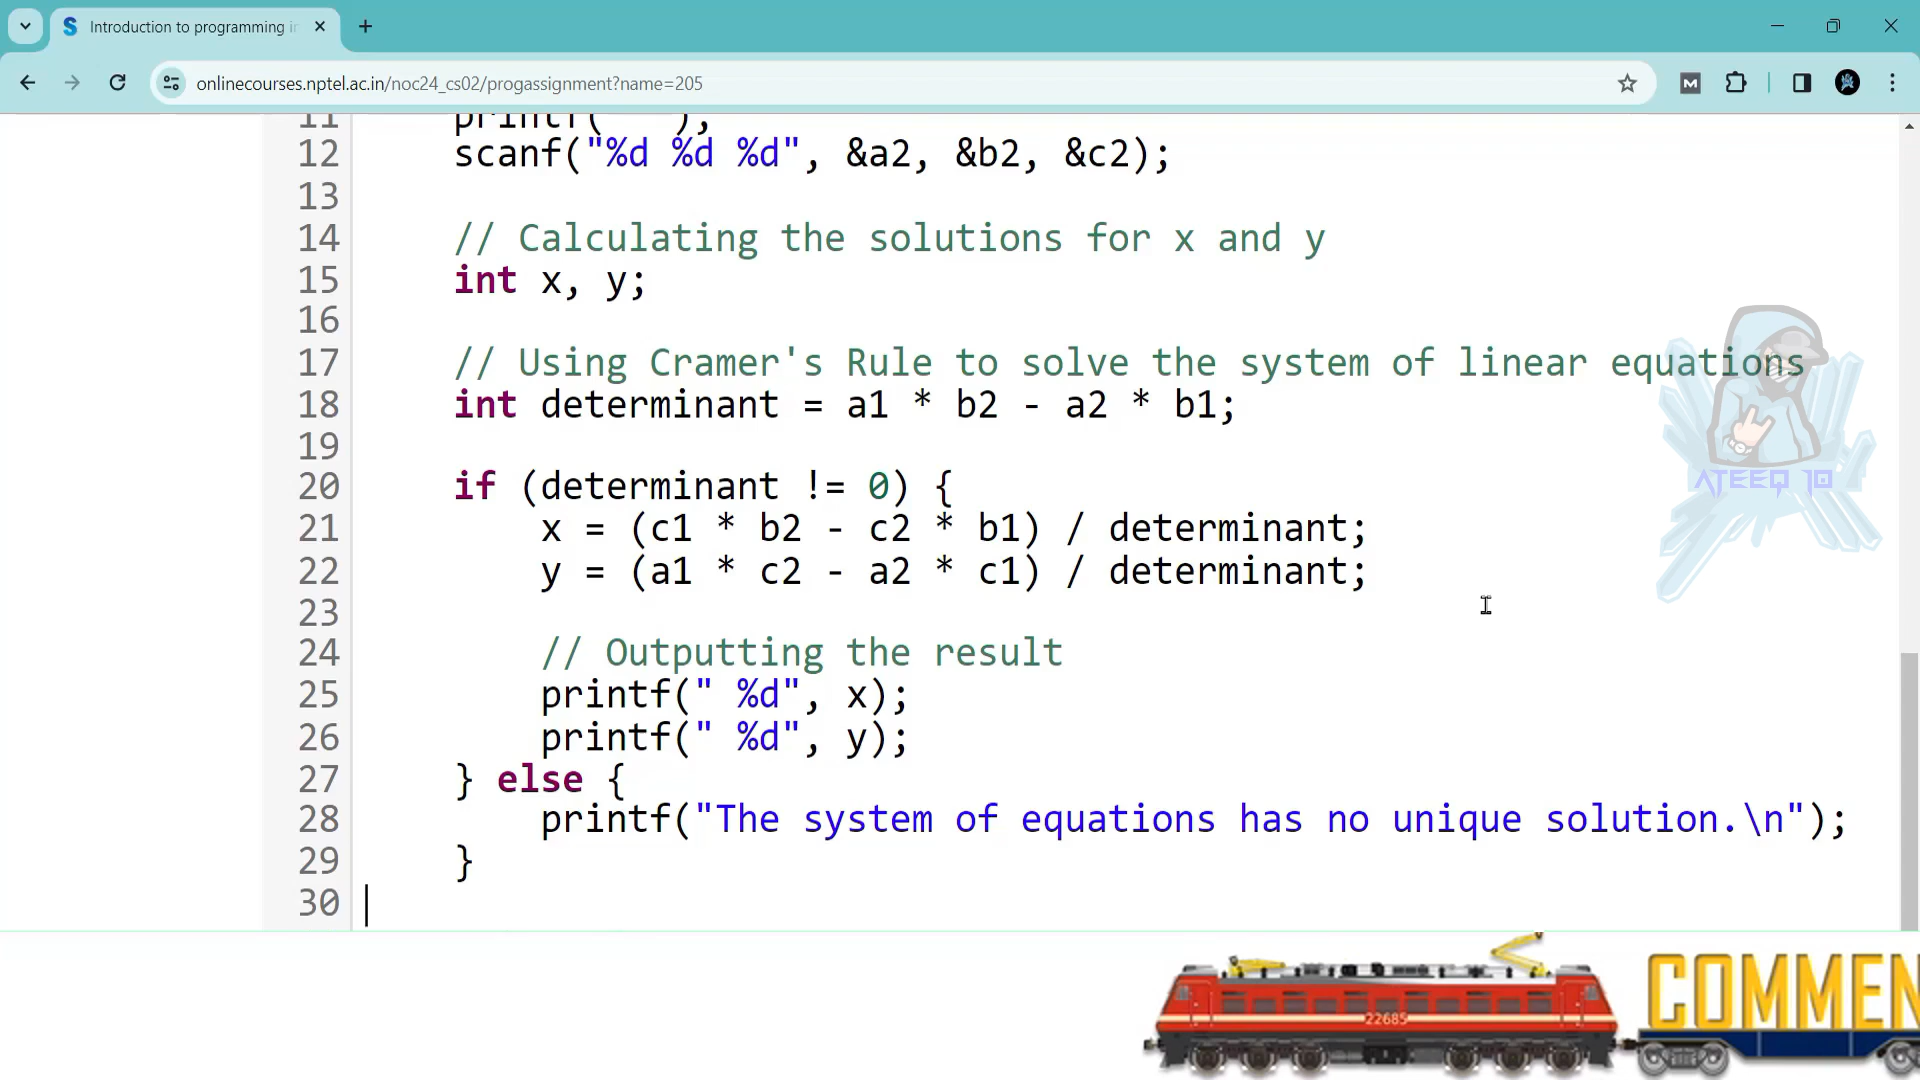 Introduction to programming in
onlinecourses.nptel.ac.in/noc24_cs02/progassignment?name=205
11 printf(" ");
12 scanf("%d %d %d", &a2, &b2, &c2);
13
14 // Calculating the solutions for x and y
15 int x, y;
16
17 // Using Cramer's Rule to solve the system of linear equations
18 int determinant = a1 * b2 - a2 * b1;
19
20 if (determinant != 0) {
21 x = (c1 * b2 - c2 * b1) / determinant;
22 y = (a1 * c2 - a2 * c1) / determinant;
23
24 // Outputting the result
25 printf(" %d", x);
26 printf(" %d", y);
27 } else {
28 printf("The system of equations has no unique solution.\n");
29 }
30
ATEEQ 10
22685
COMMEN